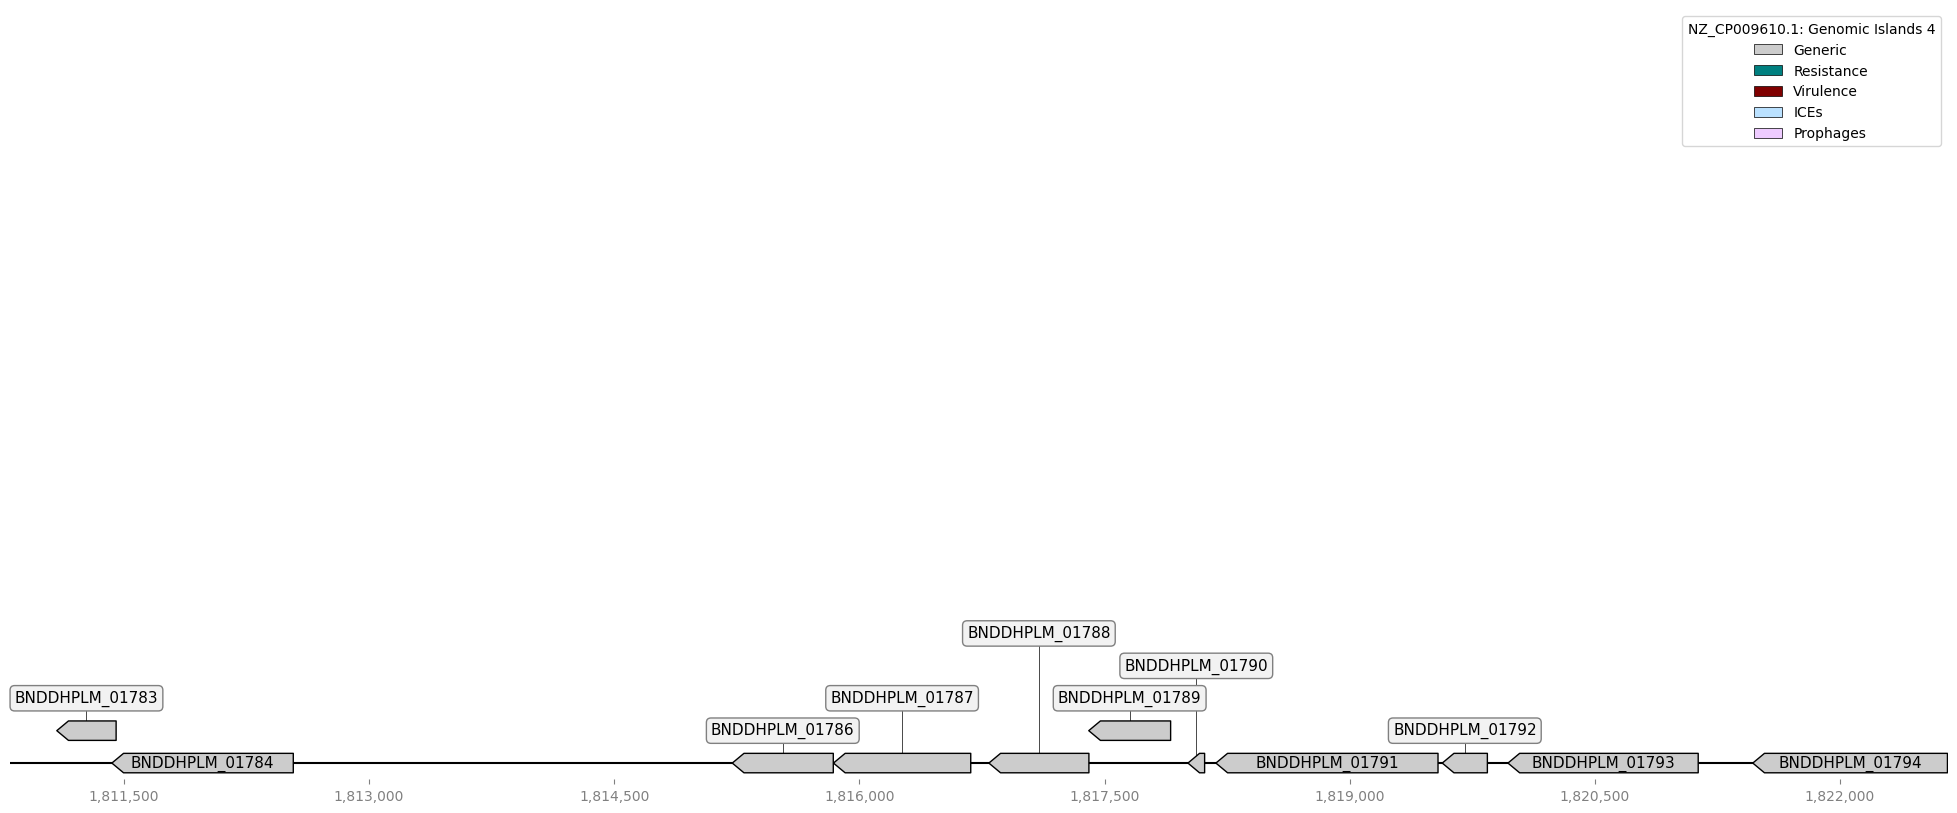 NZ_CP009610.1: Genomic Islands 4
Generic
Resistance
Virulence
ICEs
Prophages
BNDDHPLM_01788
BNDDHPLM_01790
BNDDHPLM_01783
BNDDHPLM_01787
BNDDHPLM_01789
BNDDHPLM_01786
BNDDHPLM_01792
BNDDHPLM_01784
BNDDHPLM_01791
BNDDHPLM_01793
BNDDHPLM_01794
1,811,500
1,813,000
1,814,500
1,816,000
1,817,500
1,819,000
1,820,500
1,822,000